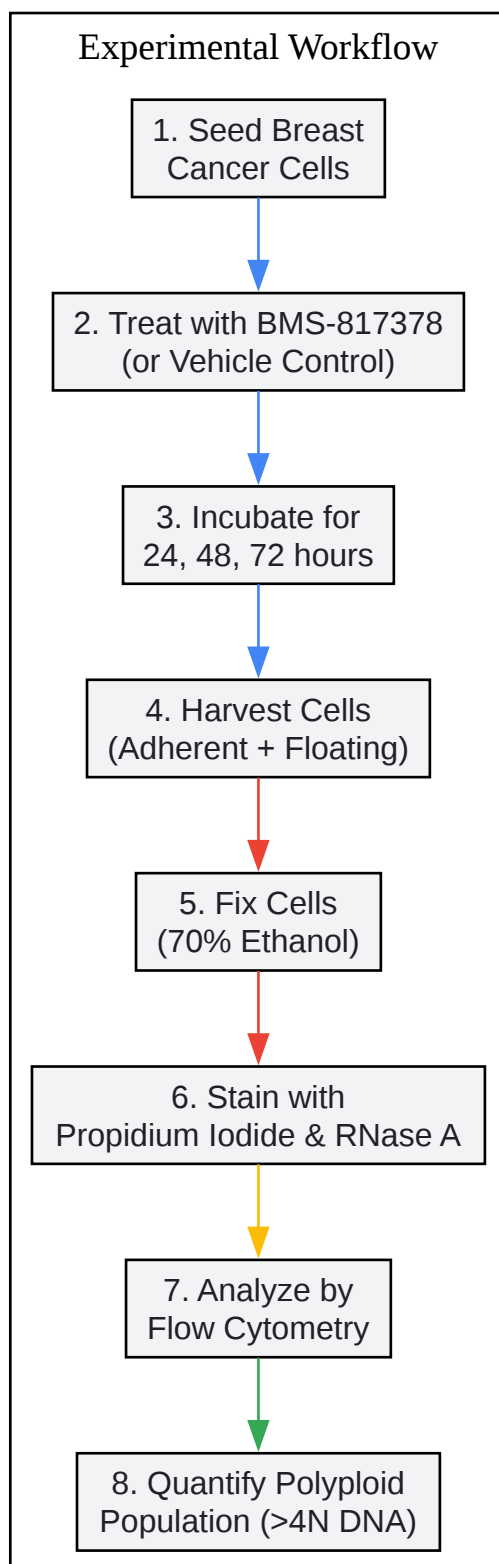 Experimental Workflow
1. Seed Breast
Cancer Cells
2. Treat with BMS-817378
(or Vehicle Control)
3. Incubate for
24, 48, 72 hours
4. Harvest Cells
(Adherent + Floating)
5. Fix Cells
(70% Ethanol)
6. Stain with
Propidium Iodide & RNase A
7. Analyze by
Flow Cytometry
8. Quantify Polyploid
Population (>4N DNA)